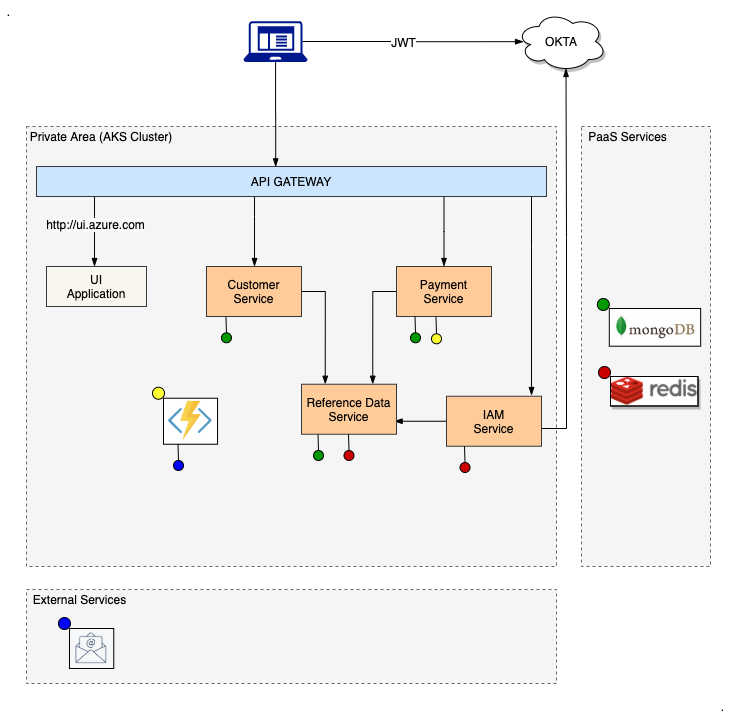 JWT
OKTA
Private Area (AKS Cluster)
PaaS Services
API GATEWAY
http://ui.azure.com
UI
Application
Customer
Service
Payment
Service
mongoDB
redis
Reference Data
Service
IAM
Service
External Services
@